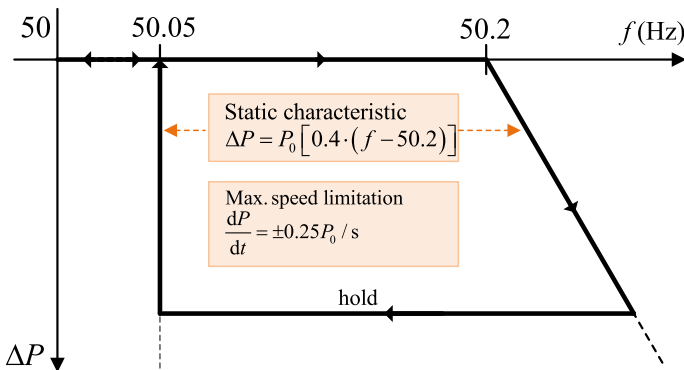 50 50.05 50.2 f (Hz)
Static characteristic
ΔP = P₀[0.4·(f−50.2)]
Max. speed limitation
dP/dt = ±0.25P₀ / s
hold
ΔP